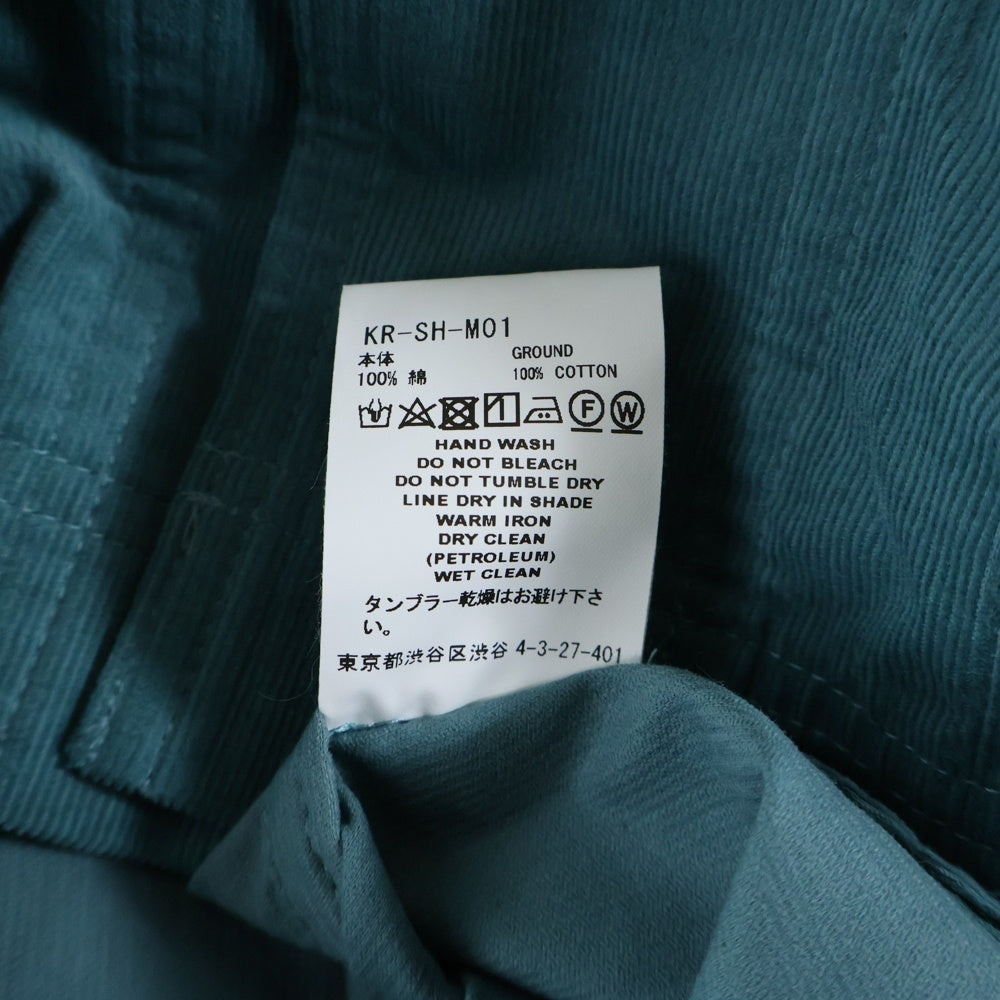 KR-SH-M01
本体
100% 綿
GROUND
100% COTTON
F W
HAND WASH
DO NOT BLEACH
DO NOT TUMBLE DRY
LINE DRY IN SHADE
WARM IRON
DRY CLEAN
(PETROLEUM)
WET CLEAN
タンブラー乾燥はお避け下さ
い。
東京都渋谷区渋谷 4-3-27-401